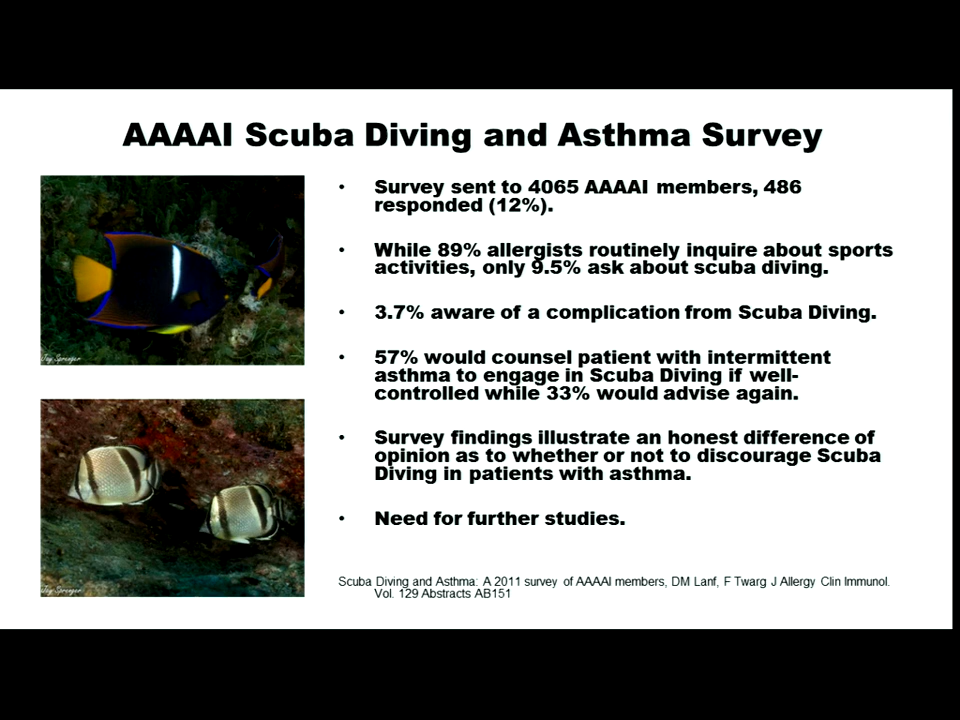 AAAAI Scuba Diving and Asthma Survey
• Survey sent to 4065 AAAAI members, 486
responded (12%).
• While 89% allergists routinely inquire about sports
activities, only 9.5% ask about scuba diving.
• 3.7% aware of a complication from Scuba Diving.
• 57% would counsel patient with intermittent
asthma to engage in Scuba Diving if well-
controlled while 33% would advise again.
• Survey findings illustrate an honest difference of
opinion as to whether or not to discourage Scuba
Diving in patients with asthma.
• Need for further studies.
Scuba Diving and Asthma: A 2011 survey of AAAAI members, DM Lanf, F Twarg J Allergy Clin Immunol.
Vol. 129 Abstracts AB151
Jay Sprenger
Jay Sprenger